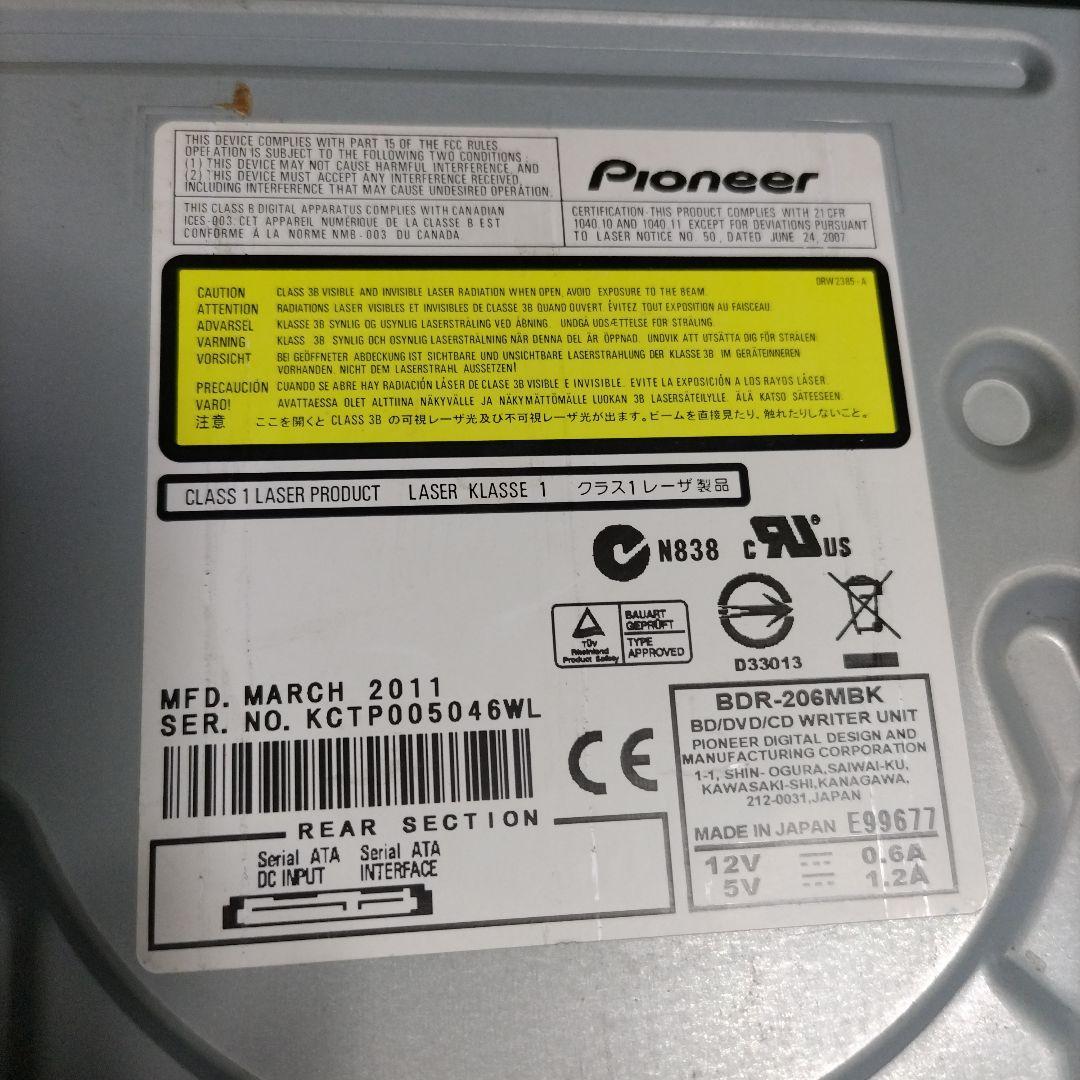 THIS DEVICE COMPLIES WITH PART 15 OF THE FCC RULES
OPERATION IS SUBJECT TO THE FOLLOWING TWO CONDITIONS :
(1) THIS DEVICE MAY NOT CAUSE HARMFUL INTERFERENCE, AND
(2) THIS DEVICE MUST ACCEPT ANY INTERFERENCE RECEIVED,
INCLUDING INTERFERENCE THAT MAY CAUSE UNDESIRED OPERATION.
Pioneer
THIS CLASS B DIGITAL APPARATUS COMPLIES WITH CANADIAN
ICES-003. CET APPAREIL NUMÉRIQUE DE LA CLASSE B EST
CONFORME À LA NORME NMB-003 DU CANADA
CERTIFICATION-THIS PRODUCT COMPLIES WITH 21 CFR
1040.10 AND 1040.11 EXCEPT FOR DEVIATIONS PURSUANT
TO LASER NOTICE NO. 50, DATED JUNE 24, 2007.
DRW2385-A
CAUTION CLASS 3B VISIBLE AND INVISIBLE LASER RADIATION WHEN OPEN, AVOID EXPOSURE TO THE BEAM.
ATTENTION RADIATIONS LASER VISIBLES ET INVISIBLES DE CLASSE 3B QUAND OUVERT. ÉVITEZ TOUT EXPOSITION AU FAISCEAU.
ADVARSEL KLASSE 3B SYNLIG OG USYNLIG LASERSTRÅLING VED ÅBNING. UNDGÅ UDSÆTTELSE FOR STRÅLING.
VARNING KLASS 3B SYNLIG OCH OSYNLIG LASERSTRÅLNING NÄR DENNA DEL ÄR ÖPPNAD. UNDVIK ATT UTSÄTTA DIG FÖR STRÅLEN.
VORSICHT BEI GEÖFFNETER ABDECKUNG IST SICHTBARE UND UNSICHTBARE LASERSTRAHLUNG DER KLASSE 3B IM GERÄTEINNEREN
VORHANDEN. NICHT DEM LASERSTRAHL AUSSETZEN!
PRECAUCIÓN CUANDO SE ABRE HAY RADIACIÓN LÁSER DE CLASE 3B VISIBLE E INVISIBLE. EVITE LA EXPOSICIÓN A LOS RAYOS LÁSER.
VARO! AVATTAESSA OLET ALTTIINA NÄKYVÄLLE JA NÄKYMÄTTÖMÄLLE LUOKAN 3B LASERSÄTEILYLLE. ÄLÄ KATSO SÄTEESEEN.
注意 ここを開くと CLASS 3B の可視レーザ光及び不可視レーザ光が出ます。ビームを直接見たり、触れたりしないこと。
CLASS 1 LASER PRODUCT LASER KLASSE 1 クラス1レーザ製品
N838 C RU® US
TÜV
Rheinland
Product Safety
BAUART
GEPRÜFT
TYPE
APPROVED
D33013
MFD. MARCH 2011
SER. NO. KCTP005046WL
CE
BDR-206MBK
BD/DVD/CD WRITER UNIT
PIONEER DIGITAL DESIGN AND
MANUFACTURING CORPORATION
1-1, SHIN-OGURA,SAIWAI-KU,
KAWASAKI-SHI,KANAGAWA,
212-0031,JAPAN
MADE IN JAPAN E99677
12V 0.6A
5V 1.2A
REAR SECTION
Serial ATA
DC INPUT
Serial ATA
INTERFACE